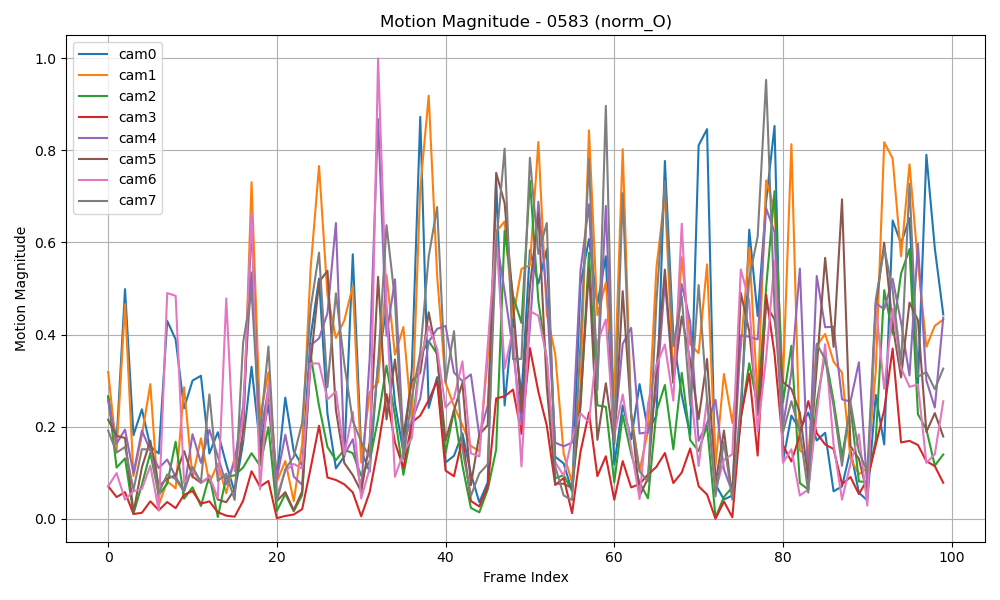 Motion Magnitude - 0583 (norm_O)
1.0
0.8
0.6
0.4
0.2
0.0
Motion Magnitude
cam0
cam1
cam2
cam3
cam4
cam5
cam6
cam7
0 20 40 60 80 100
Frame Index